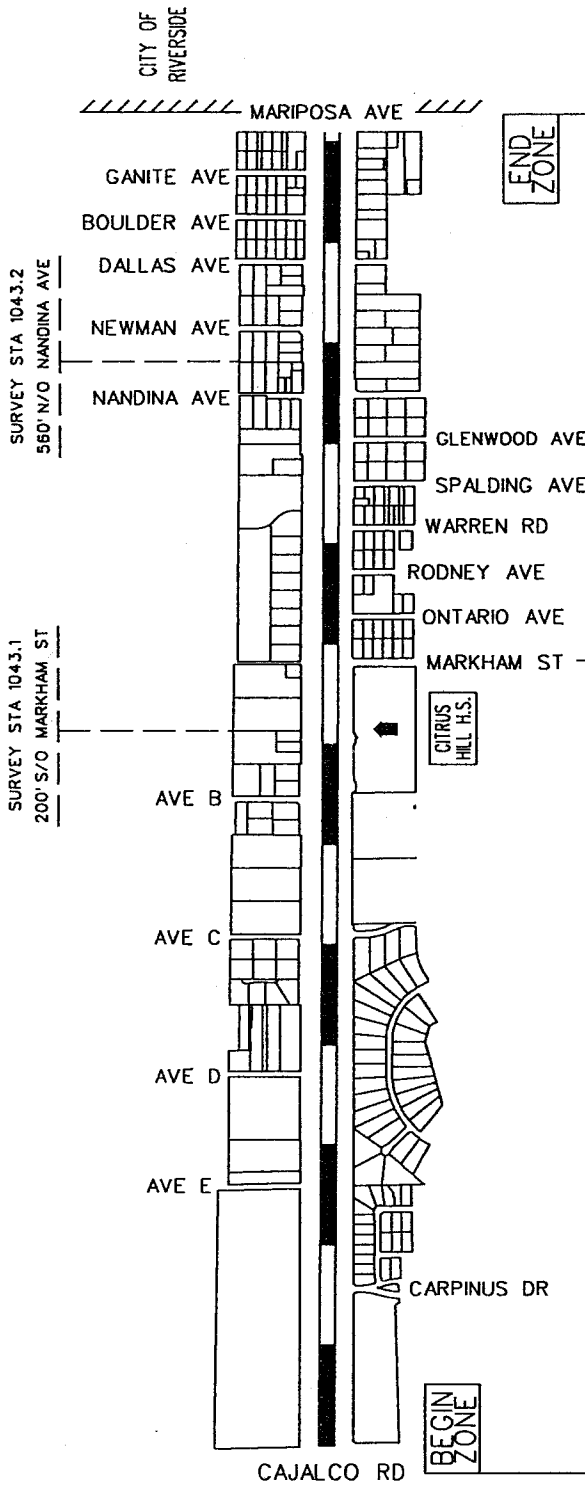 CITY OF
RIVERSIDE
MARIPOSA AVE
END
ZONE
GANITE AVE
BOULDER AVE
DALLAS AVE
SURVEY STA 1043.2
560' N/O NANDINA AVE
NEWMAN AVE
NANDINA AVE
GLENWOOD AVE
SPALDING AVE
WARREN RD
RODNEY AVE
ONTARIO AVE
MARKHAM ST
SURVEY STA 1043.1
200' S/O MARKHAM ST
CITRUS
HILL H.S.
AVE B
AVE C
AVE D
AVE E
CARPINUS DR
BEGIN
ZONE
CAJALCO RD